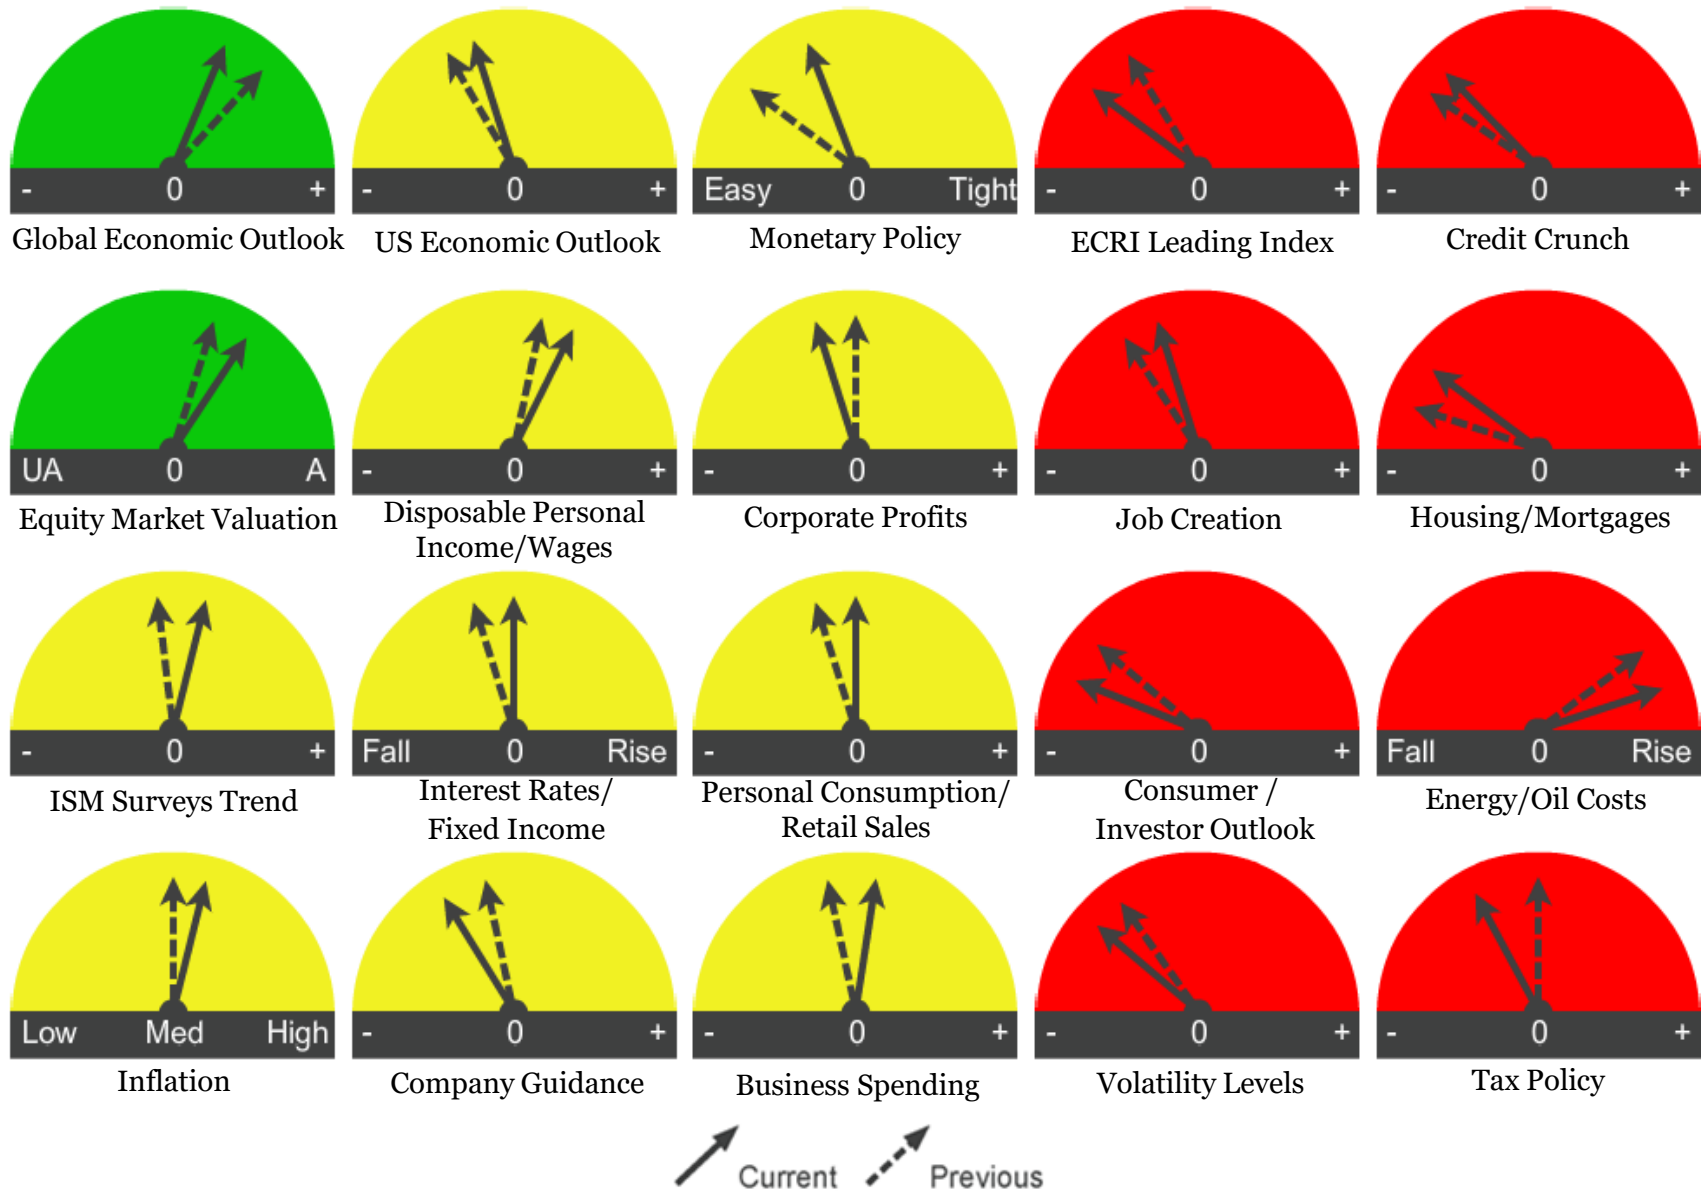 - 0 +
Global Economic Outlook
- 0 +
US Economic Outlook
Easy 0 Tight
Monetary Policy
- 0 +
ECRI Leading Index
- 0 +
Credit Crunch
UA 0 A
Equity Market Valuation
- 0 +
Disposable Personal
Income/Wages
- 0 +
Corporate Profits
- 0 +
Job Creation
- 0 +
Housing/Mortgages
- 0 +
ISM Surveys Trend
Fall 0 Rise
Interest Rates/
Fixed Income
- 0 +
Personal Consumption/
Retail Sales
- 0 +
Consumer /
Investor Outlook
Fall 0 Rise
Energy/Oil Costs
Low Med High
Inflation
- 0 +
Company Guidance
- 0 +
Business Spending
- 0 +
Volatility Levels
- 0 +
Tax Policy
Current Previous